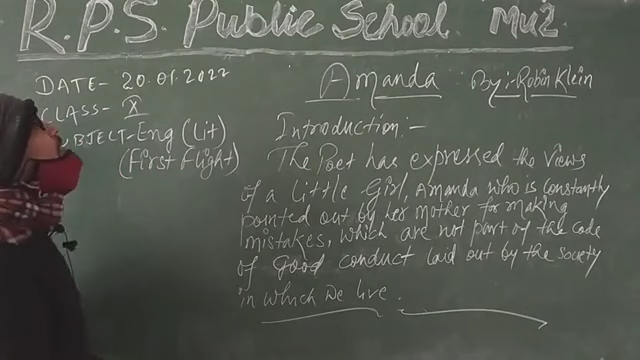 R.P.S. Public School Muz
DATE- 20.01.2022
Amanda By:- Robin Klein
CLASS- X
BJECT- Eng (Lit)
(First Flight)
Introduction:-
The Poet has expressed the views
of a Little Girl, Amanda who is constantly
pointed out by her mother for making
mistakes, which are not part of the code
of good conduct laid out by the society
in which we live.